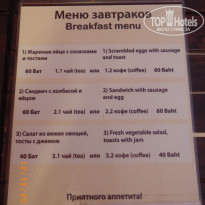 TOP HOTELS
Меню завтраков
Breakfast menu
1) Жареные яйца с сосисками и тостами
1) Scrambled eggs with sausage and toast
60 Бат 1.1 чай (tea) или 1.2 кофе (coffee) 60 Baht
2) Сэндвич с колбасой и яйцом
2) Sandwich with sausage and egg
60 Бат 2.1 чай (tea) или 2.2 кофе (coffee) 60 Baht
3) Салат из свежих овощей, тосты с джемом
3) Fresh vegetable salad, toasts with jam
40 Бат 3.1 чай (tea) или 3.2 кофе (coffee) 40 Baht
Приятного аппетита!